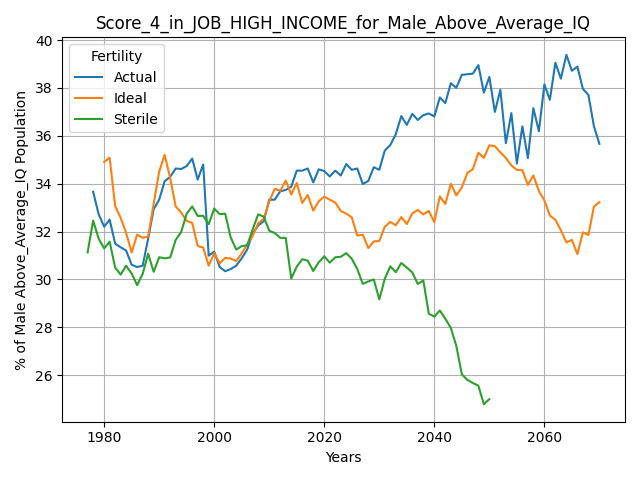 Score_4_in_JOB_HIGH_INCOME_for_Male_Above_Average_IQ
% of Male Above_Average_IQ Population
40
38
36
34
32
30
28
26
Fertility
Actual
Ideal
Sterile
1980
2000
2020
2040
2060
Years